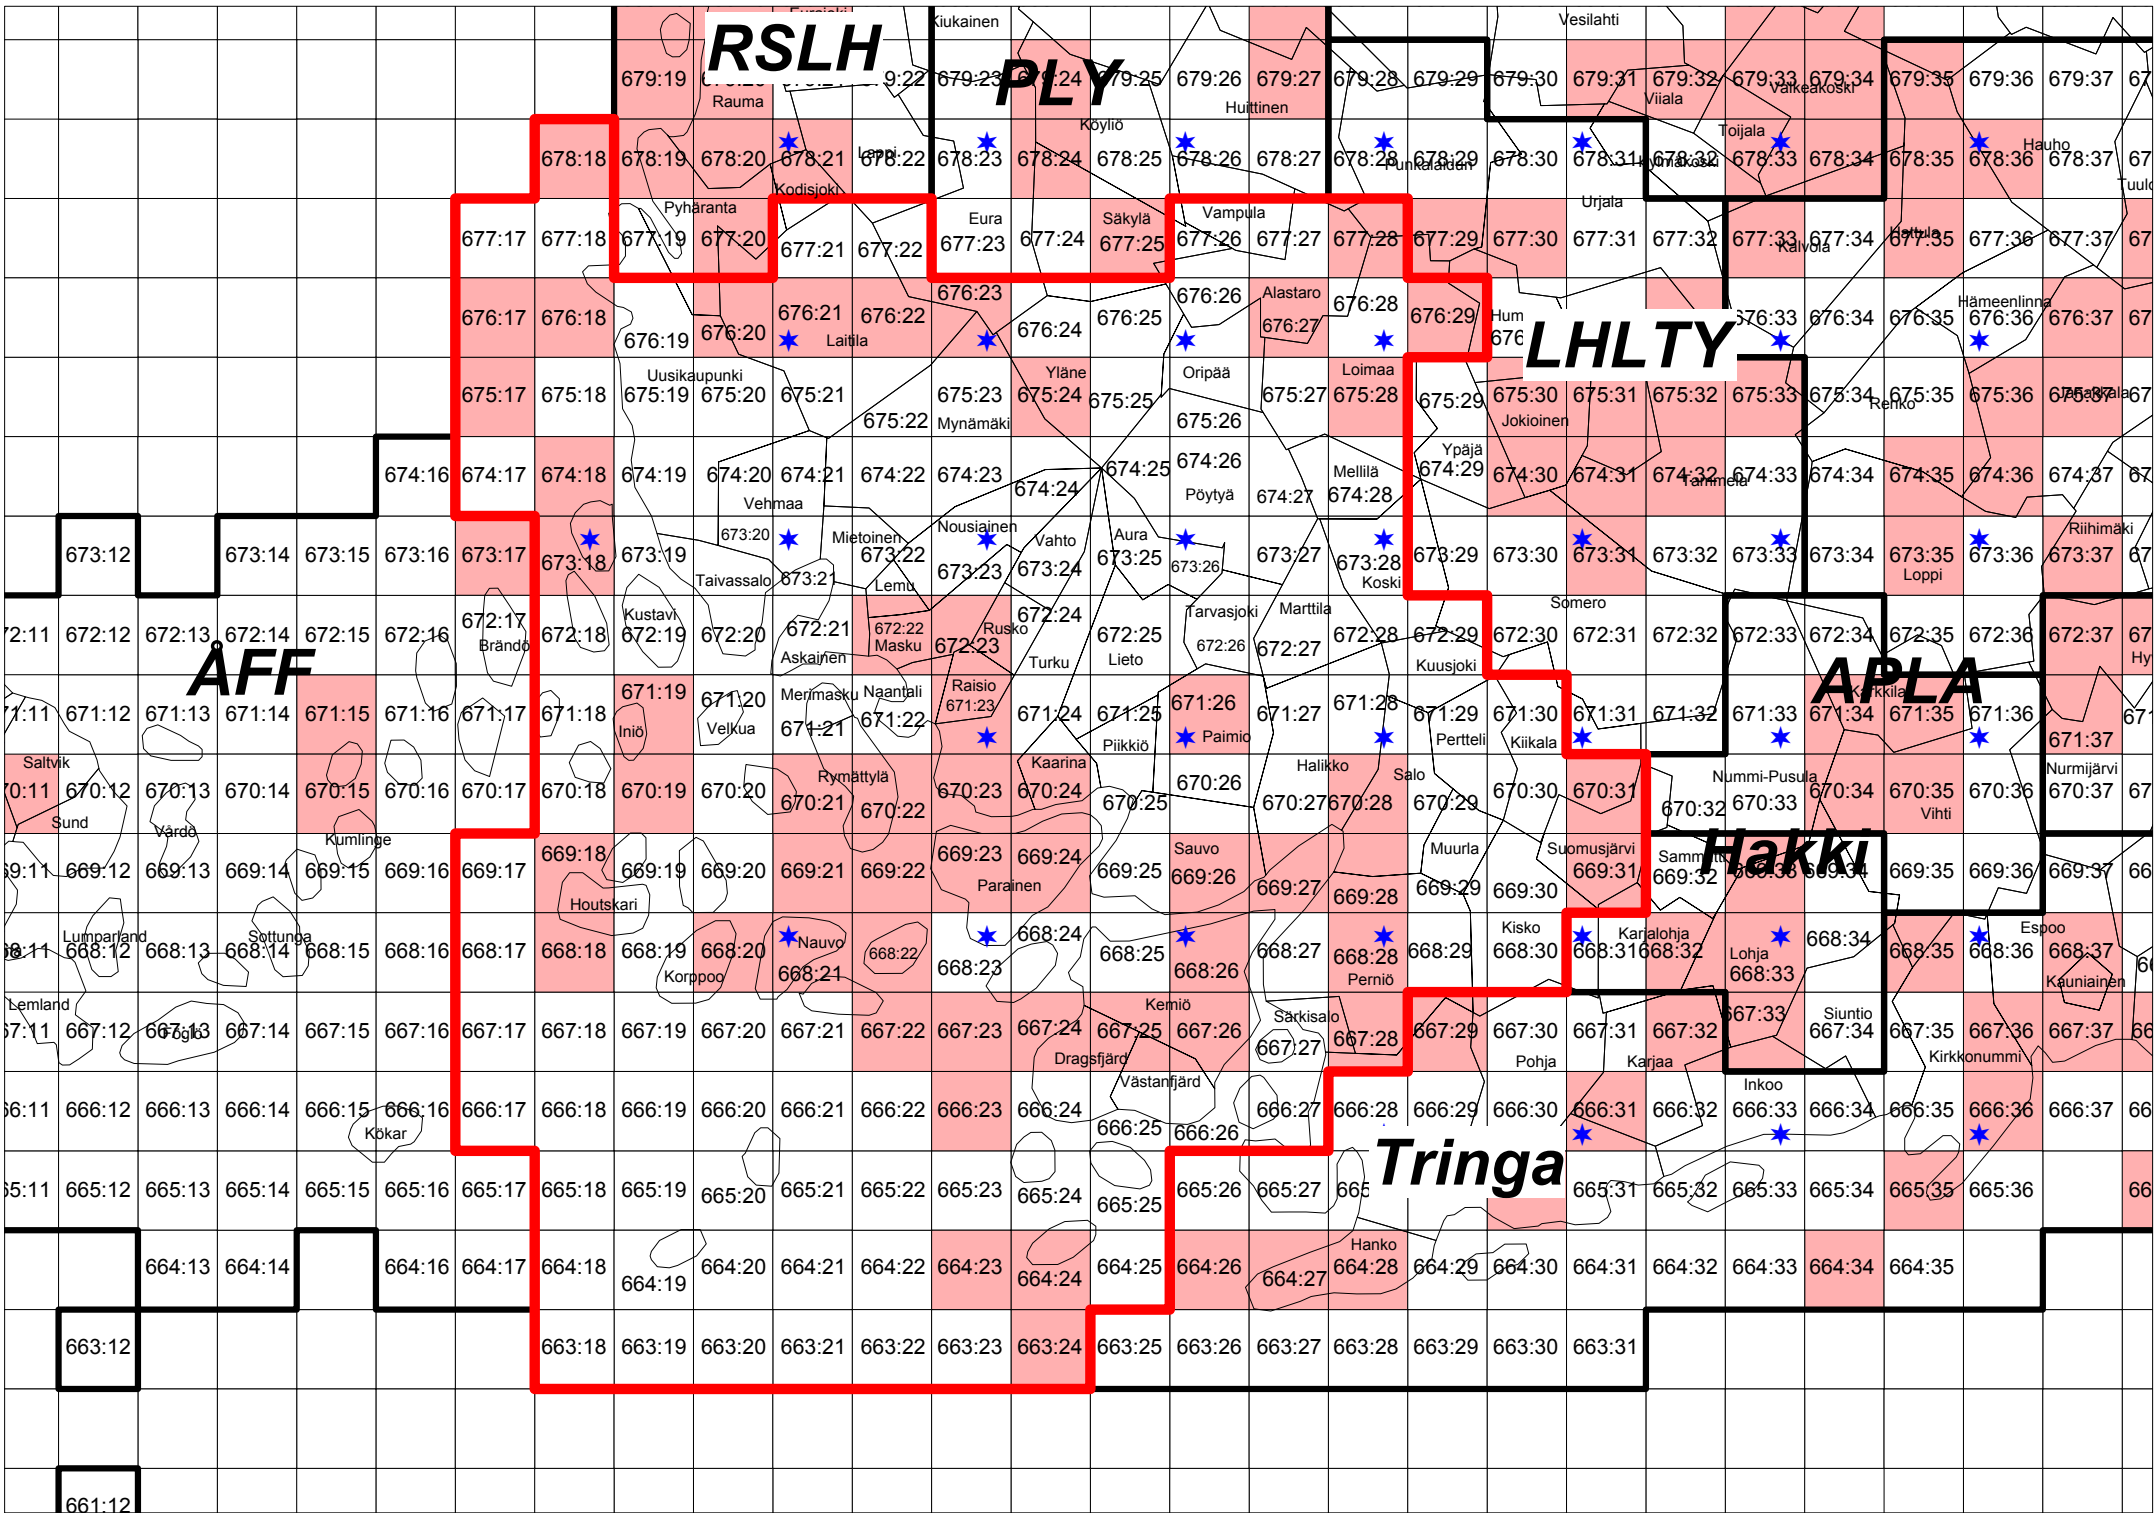 RSLH
Kiukainen
Vesilahti
PLY
679:19
9:22 679:23 679:24 679:25 679:26 679:27 679:28 679:29 679:30 679:31 679:32 679:33 679:34 679:35 679:36 679:37
Rauma Huittinen Viiala Valkeakoski
Köyliö Toijala Hauho
678:18 678:19 678:20 678:21 678:22 678:23 678:24 678:25 678:26 678:27 678:28 678:29 678:30 678:31 678:32 678:33 678:34 678:35 678:36 678:37
Lappi Punkalaidun Kylmäkoski
Kodisjoki
Pyhäranta Eura Säkylä Vampula Urjala
677:17 677:18 677:19 677:20 677:21 677:22 677:23 677:24 677:25 677:26 677:27 677:28 677:29 677:30 677:31 677:32 677:33 677:34 677:35 677:36 677:37
Kalvola Hattula
Alastaro Hämeenlinna
676:17 676:18 676:19 676:20 676:21 676:22 676:23 676:24 676:25 676:26 676:27 676:28 676:29 676:33 676:34 676:35 676:36 676:37
Laitila
LHLTY
Uusikaupunki Yläne Oripää Loimaa
675:17 675:18 675:19 675:20 675:21 675:22 675:23 675:24 675:25 675:26 675:27 675:28 675:29 675:30 675:31 675:32 675:33 675:34 675:35 675:36 675:37
Mynämäki Jokioinen Renko Janakkala
Ypäjä
674:16 674:17 674:18 674:19 674:20 674:21 674:22 674:23 674:24 674:25 674:26 674:27 674:28 674:29 674:30 674:31 674:32 674:33 674:34 674:35 674:36 674:37
Vehmaa Pöytyä Mellilä Tammela
Mietoinen Nousiainen Vahto Aura Riihimäki
673:12 673:14 673:15 673:16 673:17 673:18 673:19 673:20 673:21 673:22 673:23 673:24 673:25 673:26 673:27 673:28 673:29 673:30 673:31 673:32 673:33 673:34 673:35 673:36 673:37
Taivassalo Lemu Koski Loppi
Kustavi Tarvasjoki Marttila Somero
672:12 672:13 672:14 672:15 672:16 672:17 672:18 672:19 672:20 672:21 672:22 672:23 672:24 672:25 672:26 672:27 672:28 672:29 672:30 672:31 672:32 672:33 672:34 672:35 672:36 672:37
Brändö Askainen Masku Rusko Turku Lieto Kuusjoki
ÅFF
APLA
Merimasku Naantali Raisio Karkkila
671:12 671:13 671:14 671:15 671:16 671:17 671:18 671:19 671:20 671:21 671:22 671:23 671:24 671:25 671:26 671:27 671:28 671:29 671:30 671:31 671:32 671:33 671:34 671:35 671:36 671:37
Iniö Velkua Piikkiö Paimio Pertteli Kiikala
Saltvik Rymättylä Kaarina Halikko Salo Nummi-Pusula Nurmijärvi
670:12 670:13 670:14 670:15 670:16 670:17 670:18 670:19 670:20 670:21 670:22 670:23 670:24 670:25 670:26 670:27 670:28 670:29 670:30 670:31 670:32 670:33 670:34 670:35 670:36 670:37
Sund Vårdö Kumlinge Vihti
Hakki
Sauvo Muurla Suomusjärvi Sammatti
669:12 669:13 669:14 669:15 669:16 669:17 669:18 669:19 669:20 669:21 669:22 669:23 669:24 669:25 669:26 669:27 669:28 669:29 669:30 669:31 669:32 669:33 669:34 669:35 669:36 669:37
Houtskari Parainen
Lumparland Sottunga Nauvo Kisko Karjalohja Lohja Espoo
668:12 668:13 668:14 668:15 668:16 668:17 668:18 668:19 668:20 668:21 668:22 668:23 668:24 668:25 668:26 668:27 668:28 668:29 668:30 668:31 668:32 668:33 668:34 668:35 668:36 668:37
Korppoo Perniö Kauniainen
Lemland Kemiö Särkisalo Siuntio
667:12 667:13 667:14 667:15 667:16 667:17 667:18 667:19 667:20 667:21 667:22 667:23 667:24 667:25 667:26 667:27 667:28 667:29 667:30 667:31 667:32 667:33 667:34 667:35 667:36 667:37
Föglö Dragsfjärd Pohja Karjaa Kirkkonummi
Västanfjärd Inkoo
666:12 666:13 666:14 666:15 666:16 666:17 666:18 666:19 666:20 666:21 666:22 666:23 666:24 666:25 666:26 666:27 666:28 666:29 666:30 666:31 666:32 666:33 666:34 666:35 666:36 666:37
Kökar
Tringa
665:12 665:13 665:14 665:15 665:16 665:17 665:18 665:19 665:20 665:21 665:22 665:23 665:24 665:25 665:26 665:27 665:31 665:32 665:33 665:34 665:35 665:36
Hanko
664:13 664:14 664:16 664:17 664:18 664:19 664:20 664:21 664:22 664:23 664:24 664:25 664:26 664:27 664:28 664:29 664:30 664:31 664:32 664:33 664:34 664:35
663:12 663:18 663:19 663:20 663:21 663:22 663:23 663:24 663:25 663:26 663:27 663:28 663:29 663:30 663:31
661:12